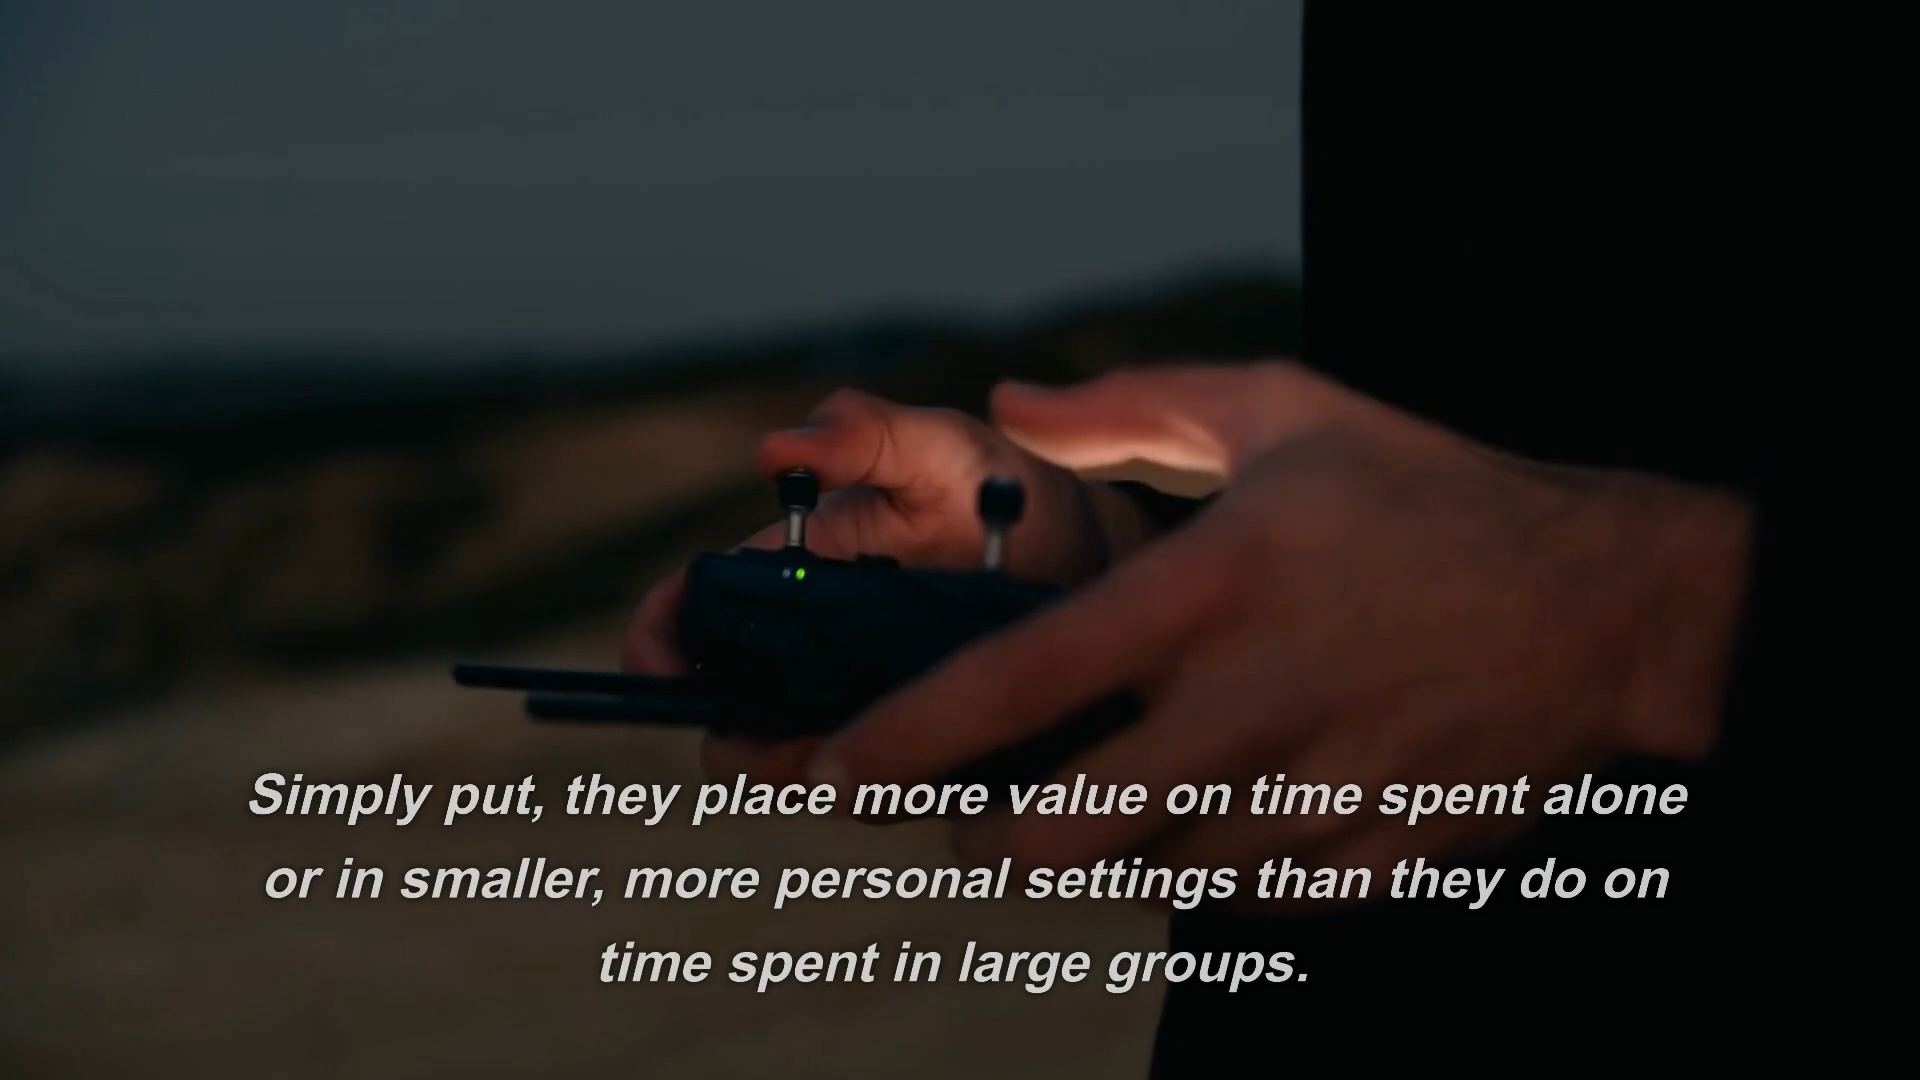 Simply put, they place more value on time spent alone
or in smaller, more personal settings than they do on
time spent in large groups.